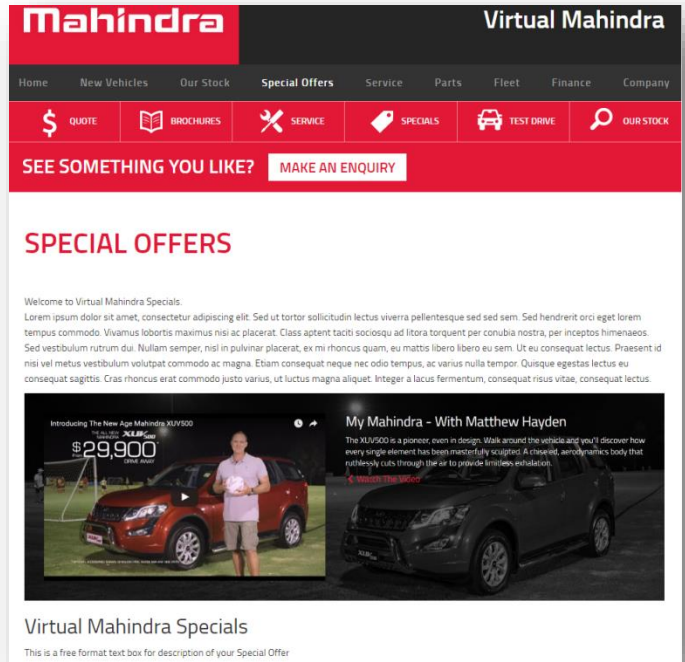 Mahindra
Virtual Mahindra
Home New Vehicles Our Stock Special Offers Service Parts Fleet Finance Company
QUOTE BROCHURES SERVICE SPECIALS TEST DRIVE OUR STOCK
SEE SOMETHING YOU LIKE? MAKE AN ENQUIRY
SPECIAL OFFERS
Welcome to Virtual Mahindra Specials.
Lorem ipsum dolor sit amet, consectetur adipiscing elit. Sed ut tortor sollicitudin lectus viverra pellentesque sed sed sem. Sed hendrerit orci eget lorem
tempus commodo. Vivamus lobortis maximus nisi ac placerat. Class aptent taciti sociosqu ad litora torquent per conubia nostra, per inceptos himenaeos.
Sed vestibulum rutrum dui. Nullam semper, nisl in pulvinar placerat, ex mi rhoncus quam, eu mattis libero libero eu sem. Ut eu consequat lectus. Praesent id
nisi vel metus vestibulum volutpat commodo ac magna. Etiam consequat neque nec odio tempus, ac varius nulla tempor. Quisque egestas lectus eu
consequat sagittis. Cras rhoncus erat commodo justo varius, ut luctus magna aliquet. Integer a lacus fermentum, consequat risus vitae, consequat lectus.
Introducing The New Age Mahindra XUV500
THE ALL NEW
MAHINDRA XUV500
FROM $29,900
DRIVE AWAY
My Mahindra - With Matthew Hayden
The XUV500 is a pioneer, even in design. Walk around the vehicle and you'll discover how
every single element has been masterfully sculpted. A chiseled, aerodynamics body that
ruthlessly cuts through the air to provide limitless exhalation.
Watch The Video
Virtual Mahindra Specials
This is a free format text box for description of your Special Offer